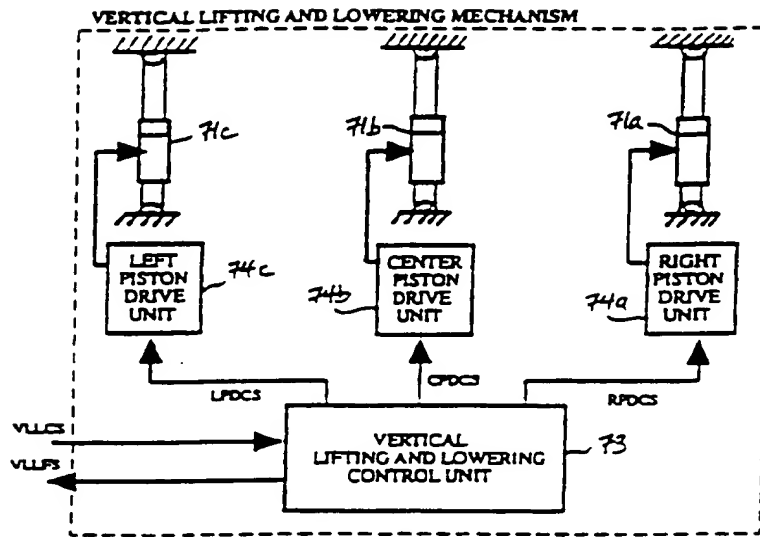 VERTICAL LIFTING AND LOWERING MECHANISM
71c
71b
71a
LEFT
PISTON
DRIVE
UNIT
74c
CENTER
PISTON
DRIVE
UNIT
74b
RIGHT
PISTON
DRIVE
UNIT
74a
LPDCS
CPDCS
RPDCS
VLLCS
VLLFS
VERTICAL
LIFTING AND LOWERING
CONTROL UNIT
73